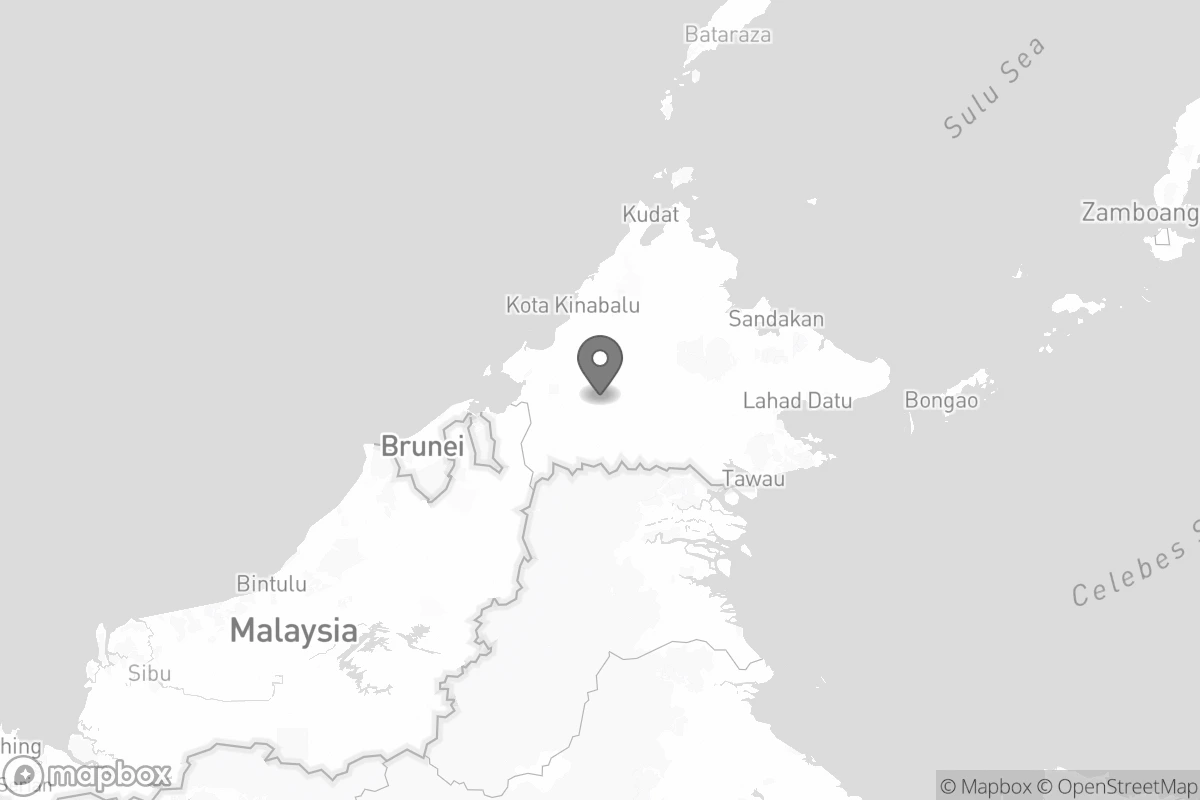 Bataraza
Sulu Sea
Kudat
Zamboang
Kota Kinabalu
Sandakan
Lahad Datu
Bongao
Brunei
Tawau
Celebes S
Bintulu
Malaysia
Sibu
hing
mapbox
© Mapbox © OpenStreetMap